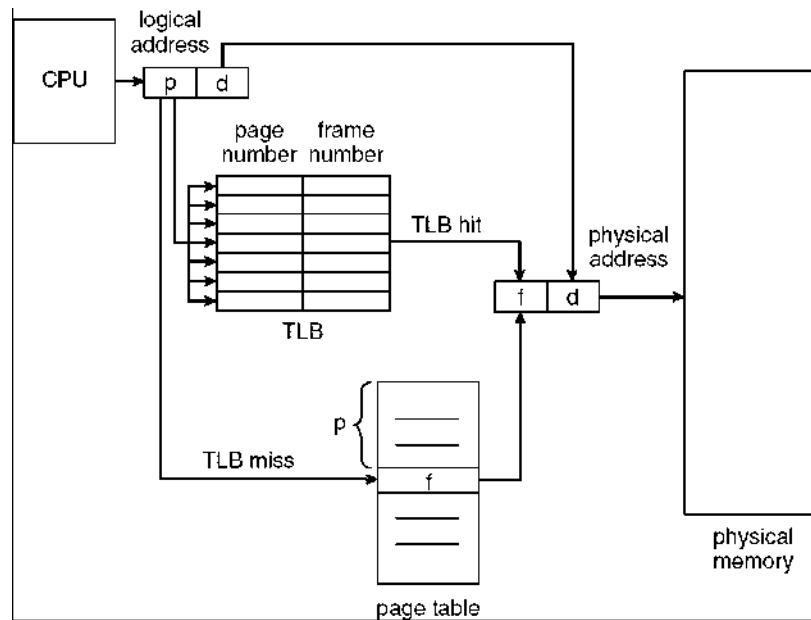 logical
address
CPU
p d
page
number
frame
number
TLB hit
physical
address
f d
TLB
p
TLB miss
f
physical
memory
page table